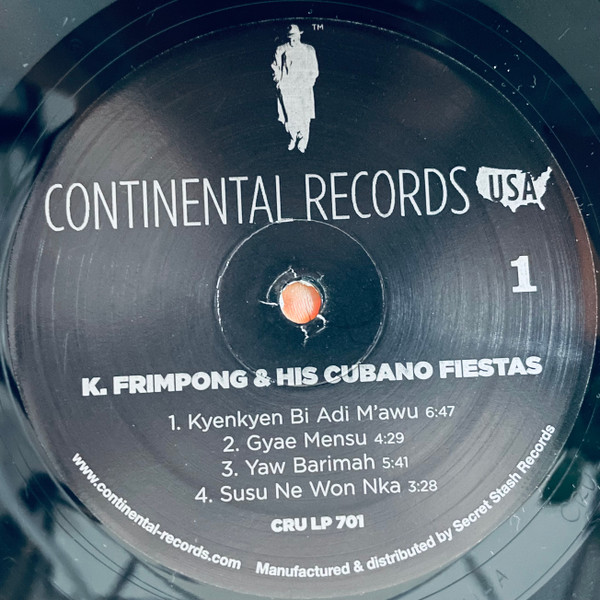 ™
CONTINENTAL RECORDS USA
1
K. FRIMPONG & HIS CUBANO FIESTAS
1. Kyenkyen Bi Adi M'awu 6:47
2. Gyae Mensu 4:29
3. Yaw Barimah 5:41
4. Susu Ne Won Nka 3:28
CRU LP 701
www.continental-records.com Manufactured & distributed by Secret Stash Records